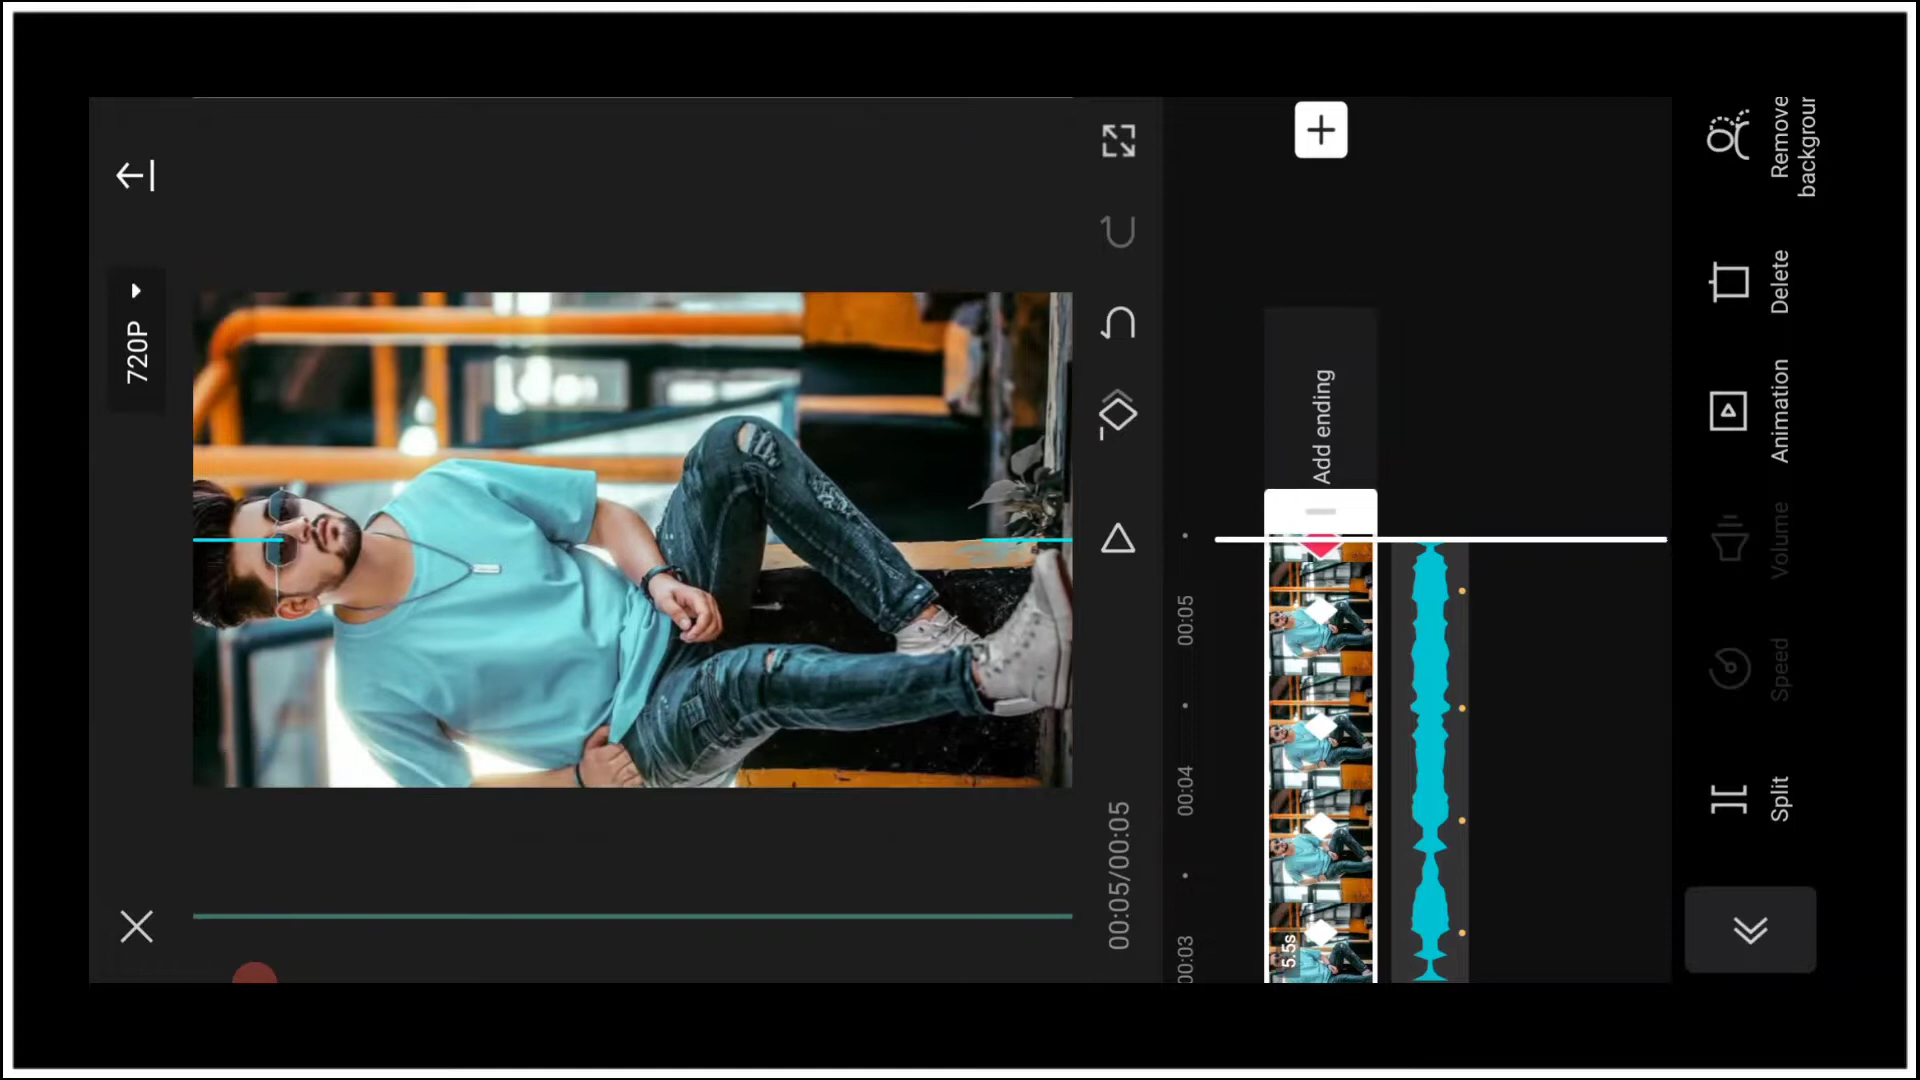 720P
00:05/00:05
00:03
00:04
00:05
5.5s
Add ending
Split
Speed
Volume
Animation
Delete
Remove
backgrour